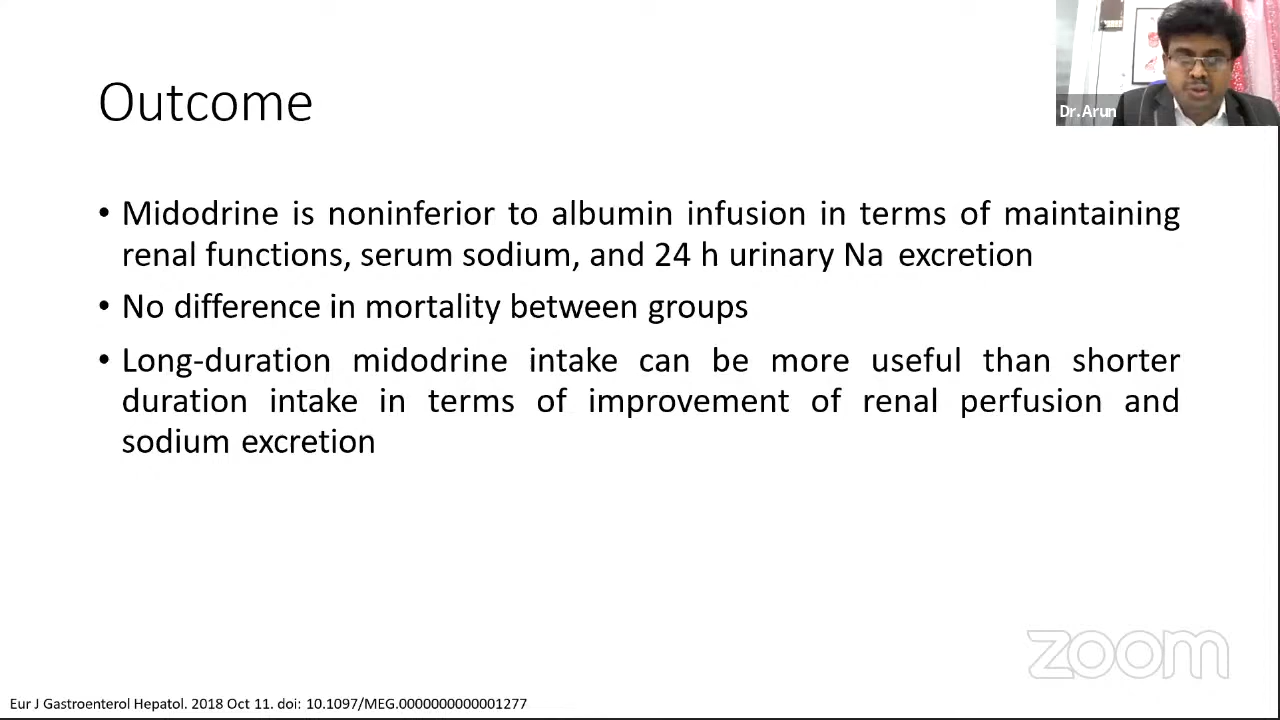 Dr.Arun
Outcome
• Midodrine is noninferior to albumin infusion in terms of maintaining
renal functions, serum sodium, and 24 h urinary Na excretion
• No difference in mortality between groups
• Long-duration midodrine intake can be more useful than shorter
duration intake in terms of improvement of renal perfusion and
sodium excretion
zoom
Eur J Gastroenterol Hepatol. 2018 Oct 11. doi: 10.1097/MEG.0000000000001277